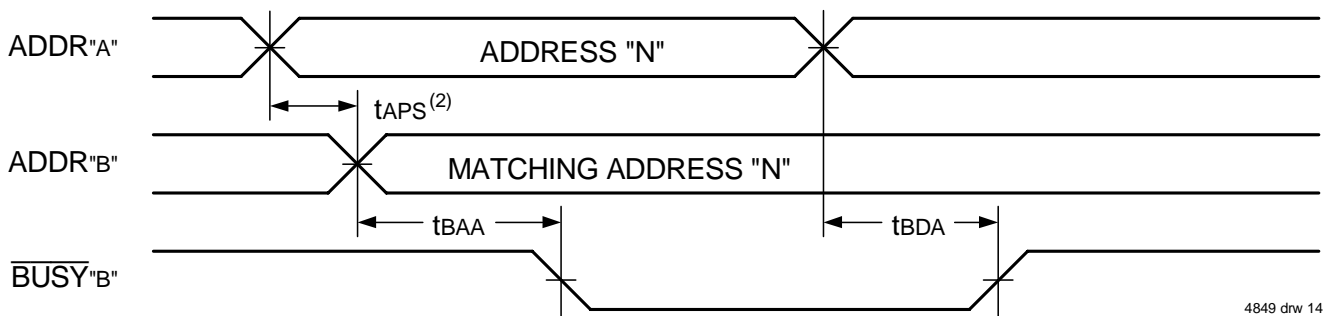 ADDR"A"
ADDRESS "N"
tAPS(2)
ADDR"B"
MATCHING ADDRESS "N"
tBAA
tBDA
BUSY"B"
4849 drw 14